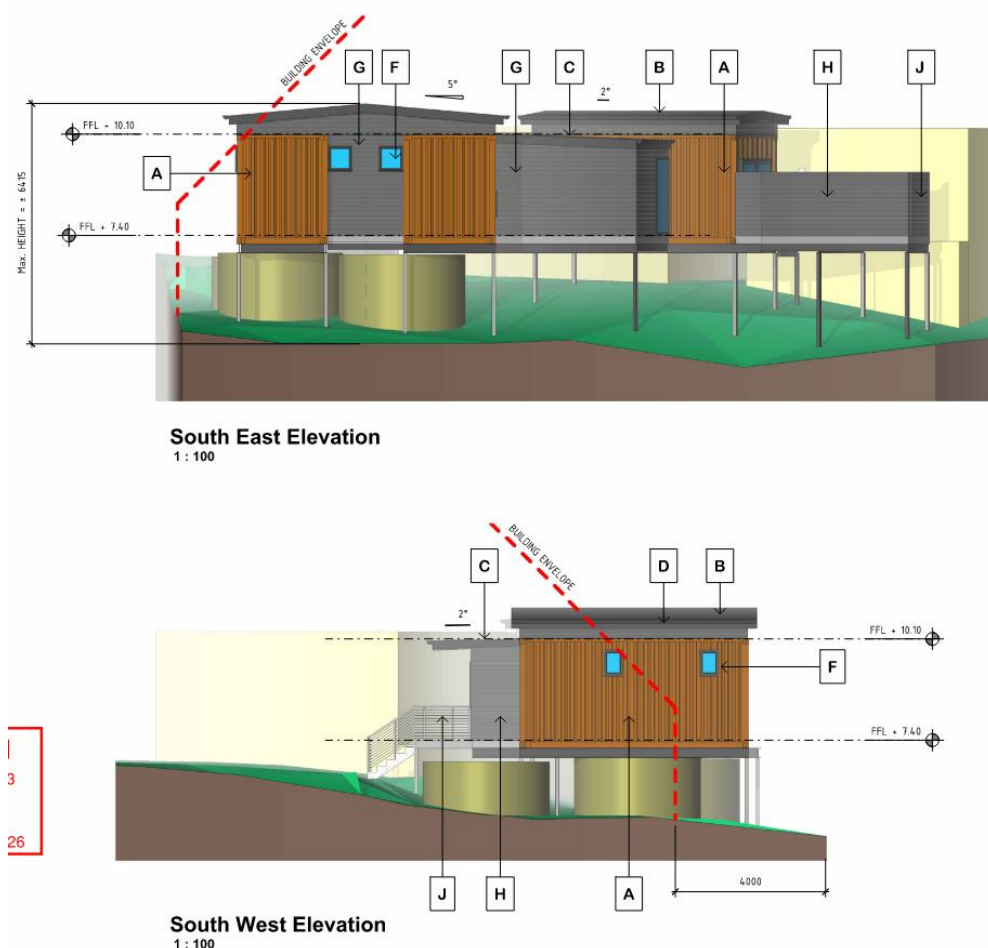 BUILDING ENVELOPE
G
F
5°
G
C
2°
B
A
H
J
FFL + 10.10
A
Max. HEIGHT = ± 6415
FFL + 7.40
South East Elevation
1 : 100
BUILDING ENVELOPE
C
D
B
2°
FFL + 10.10
F
FFL + 7.40
3
26
J
H
A
4000
South West Elevation
1 : 100